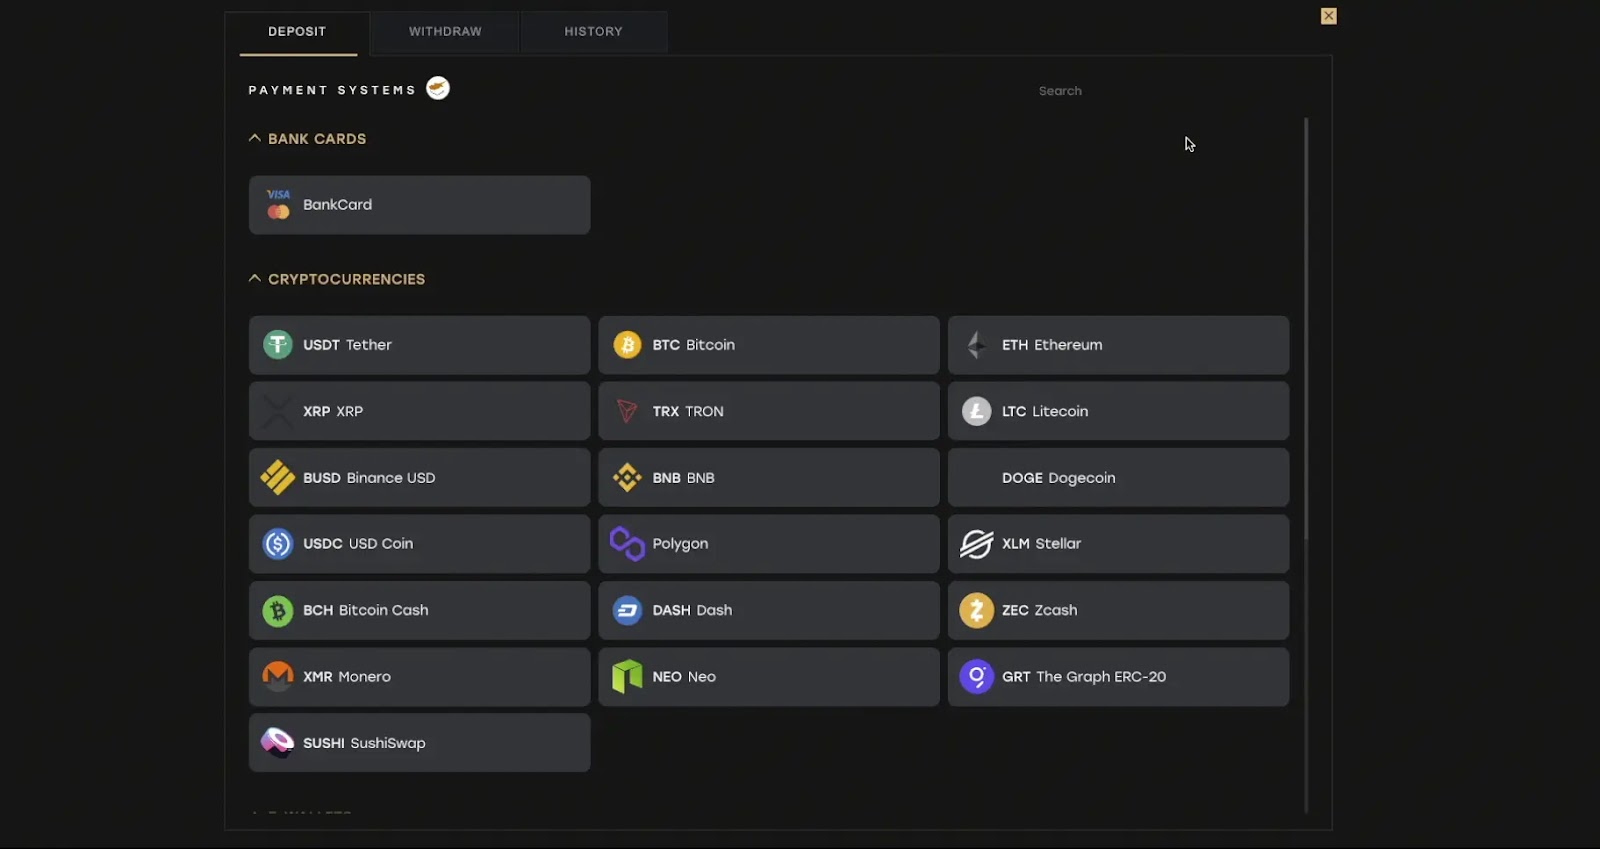 DEPOSIT WITHDRAW HISTORY
PAYMENT SYSTEMS
Search
BANK CARDS
VISA BankCard
CRYPTOCURRENCIES
USDT Tether BTC Bitcoin ETH Ethereum
XRP XRP TRX TRON LTC Litecoin
BUSD Binance USD BNB BNB DOGE Dogecoin
USDC USD Coin Polygon XLM Stellar
BCH Bitcoin Cash DASH Dash ZEC Zcash
XMR Monero NEO Neo GRT The Graph ERC-20
SUSHI SushiSwap